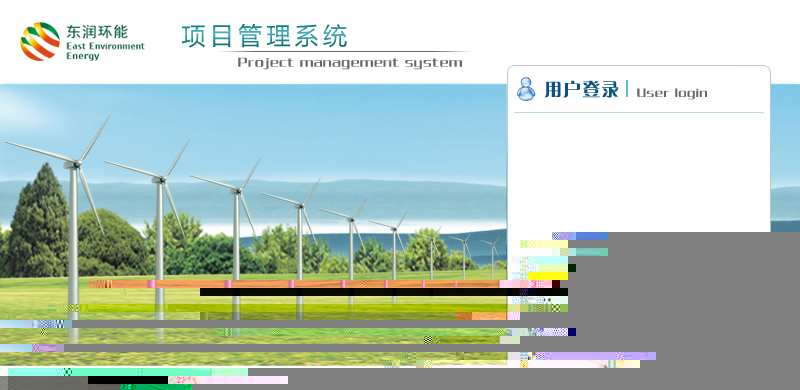 东润环能
East Environment
Energy
项目管理系统
Project management system
用户登录
User login